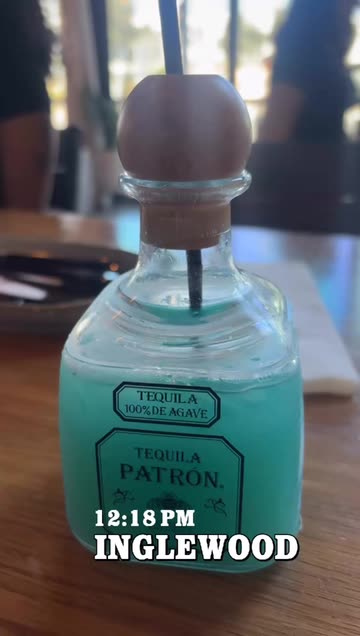 TEQUILA
100% DE AGAVE
TEQUILA
PATRÓN.
12:18 PM
INGLEWOOD